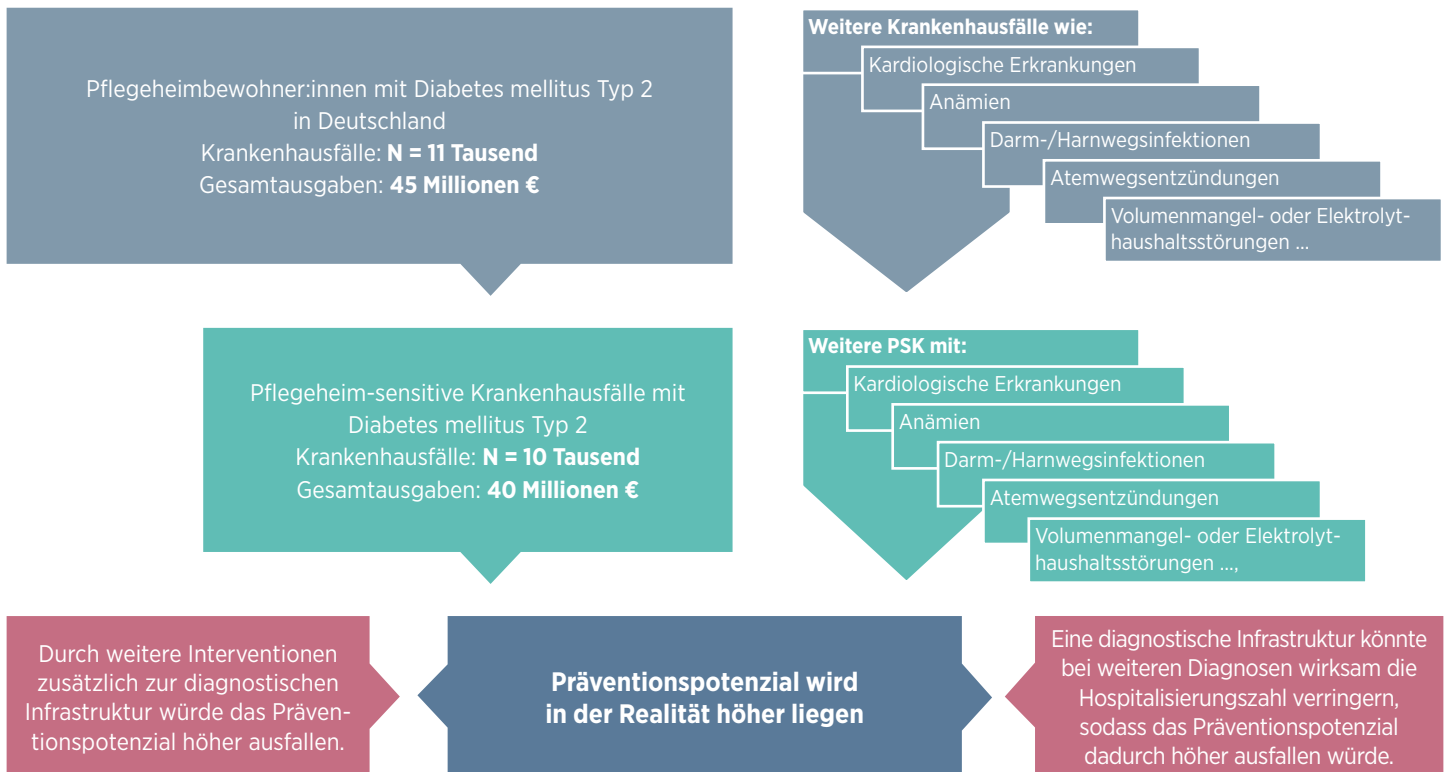 Pflegeheimbewohner:innen mit Diabetes mellitus Typ 2
in Deutschland
Krankenhausfälle: N = 11 Tausend
Gesamtausgaben: 45 Millionen €
Weitere Krankenhausfälle wie:
Kardiologische Erkrankungen
Anämien
Darm-/Harnwegsinfektionen
Atemwegsentzündungen
Volumenmangel- oder Elektrolyt-
haushaltsstörungen ...
Pflegeheim-sensitive Krankenhausfälle mit
Diabetes mellitus Typ 2
Krankenhausfälle: N = 10 Tausend
Gesamtausgaben: 40 Millionen €
Weitere PSK mit:
Kardiologische Erkrankungen
Anämien
Darm-/Harnwegsinfektionen
Atemwegsentzündungen
Volumenmangel- oder Elektrolyt-
haushaltsstörungen ...,
Durch weitere Interventionen
zusätzlich zur diagnostischen
Infrastruktur würde das Präven-
tionspotenzial höher ausfallen.
Präventionspotenzial wird
in der Realität höher liegen
Eine diagnostische Infrastruktur könnte
bei weiteren Diagnosen wirksam die
Hospitalisierungszahl verringern,
sodass das Präventionspotenzial
dadurch höher ausfallen würde.